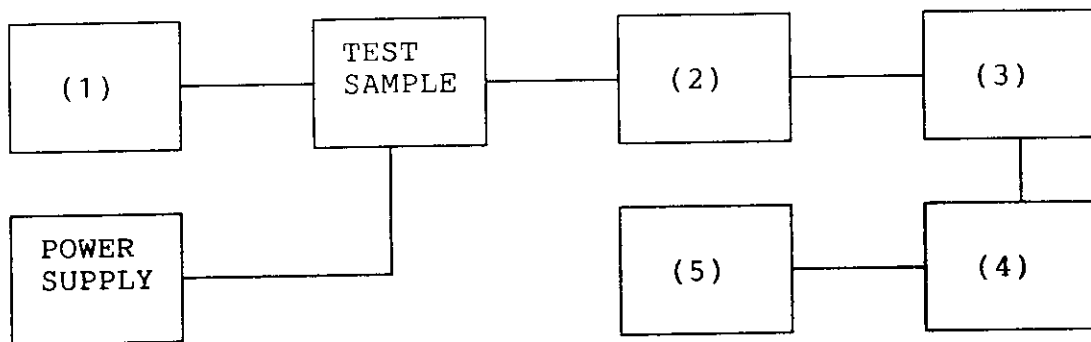 (1)
TEST
SAMPLE
(2)
(3)
POWER
SUPPLY
(5)
(4)